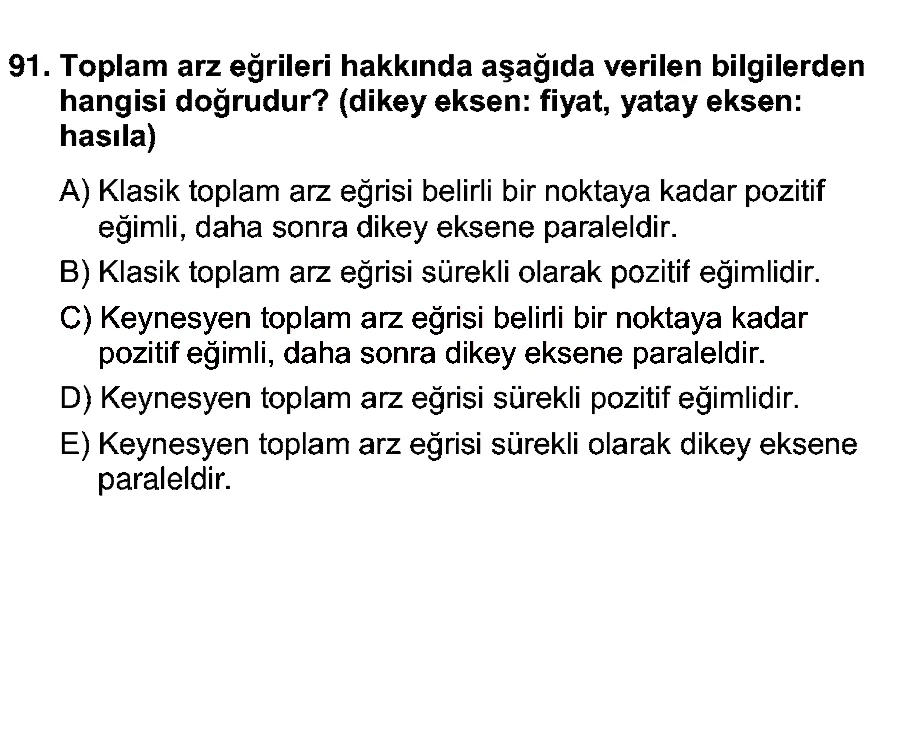 91. Toplam arz eğrileri hakkında aşağıda verilen bilgilerden
hangisi doğrudur? (dikey eksen: fiyat, yatay eksen:
hasıla)
A) Klasik toplam arz eğrisi belirli bir noktaya kadar pozitif
eğimli, daha sonra dikey eksene paraleldir.
B) Klasik toplam arz eğrisi sürekli olarak pozitif eğimlidir.
C) Keynesyen toplam arz eğrisi belirli bir noktaya kadar
pozitif eğimli, daha sonra dikey eksene paraleldir.
D) Keynesyen toplam arz eğrisi sürekli pozitif eğimlidir.
E) Keynesyen toplam arz eğrisi sürekli olarak dikey eksene
paraleldir.